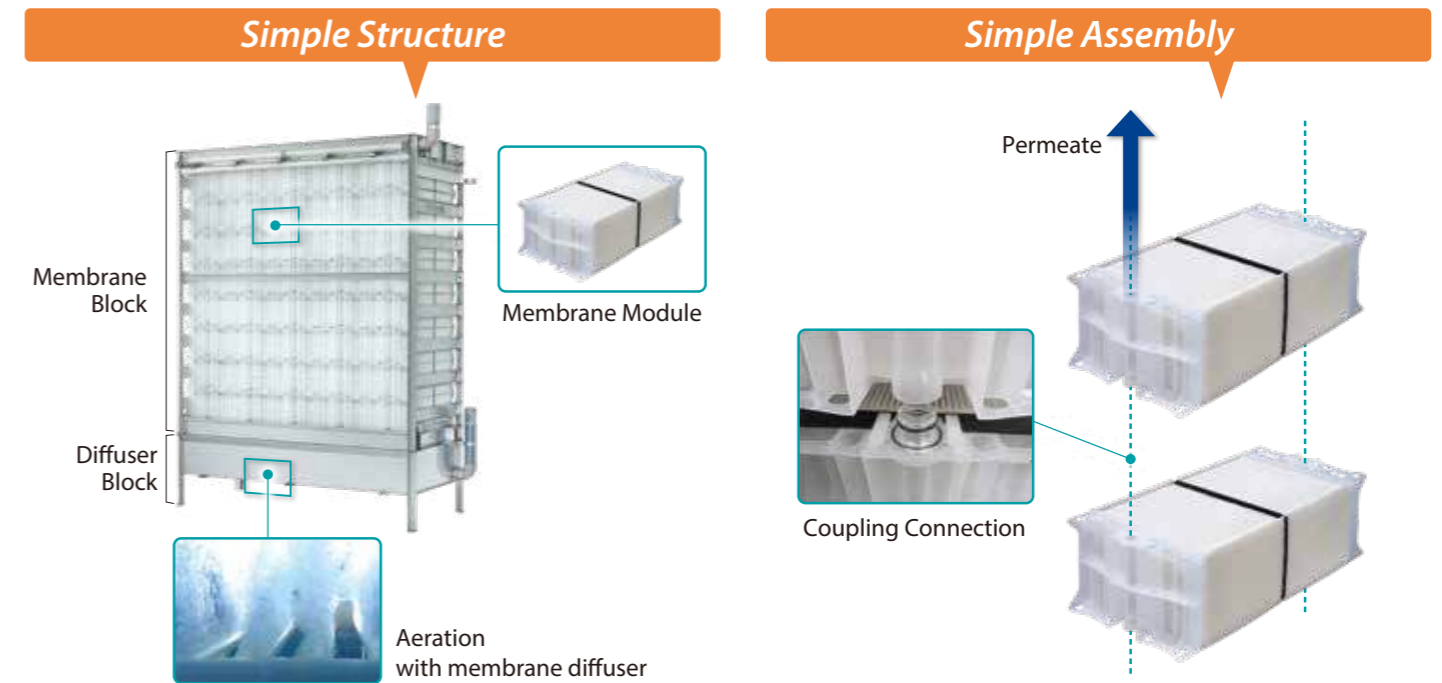 Simple Structure
Membrane
Block
Membrane Module
Diffuser
Block
Aeration
with membrane diffuser
Simple Assembly
Permeate
Coupling Connection